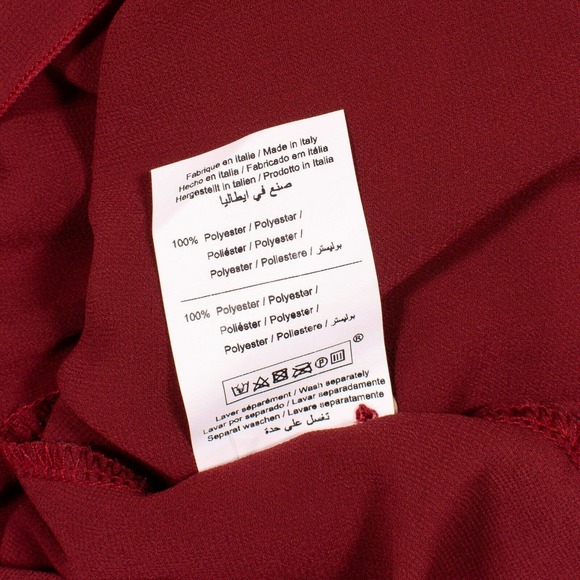 Fabrique en Italie / Made in Italy
Hecho en Italia / Fabricado em Itália
Hergestellt in Italien / Prodotto in Italia
صنع في ايطاليا
100% Polyester / Polyester /
Poliéster / Polyester /
Polyester / Poliestere / بوليستر
100% Polyester / Polyester /
Poliéster / Polyester /
Polyester / Poliestere / بوليستر
P ®
Laver séparément / Wash separately
Lavar por separado / Lavar separadamente
Separat waschen / Lavare separatamente
تغسل على حدة